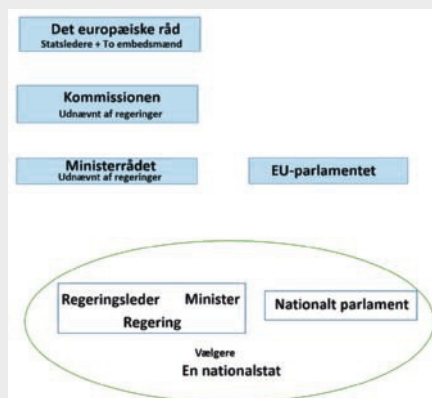 Det europæiske råd
Statsledere + To embedsmænd
Kommissionen
Udnævnt af regeringer
Ministerrådet
Udnævnt af regeringer
EU-parlamentet
Regeringsleder Minister
Regering
Nationalt parlament
Vælgere
En nationalstat